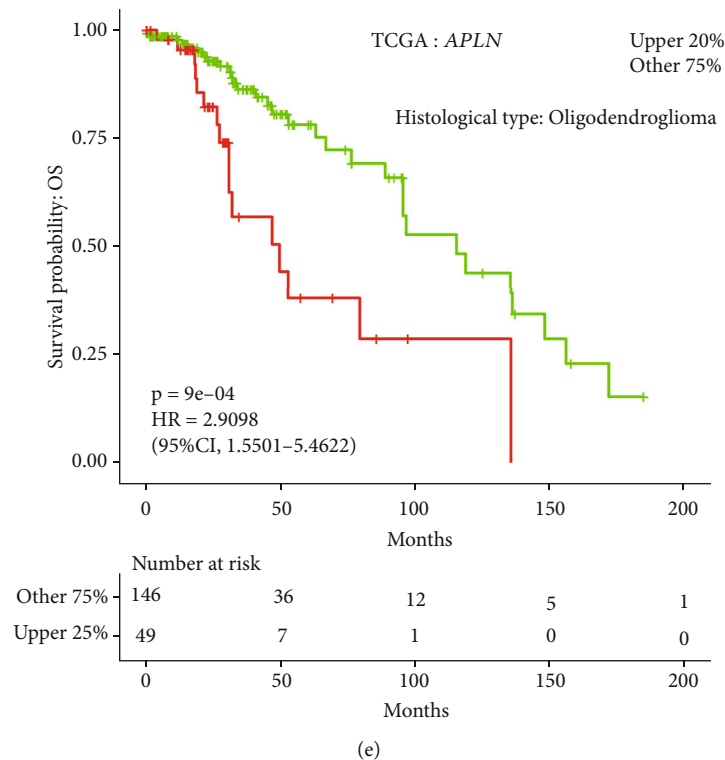 1.00
0.75
0.50
0.25
0.00
Survival probability: OS
TCGA : APLN
Upper 20%
Other 75%
Histological type: Oligodendroglioma
p = 9e–04
HR = 2.9098
(95%CI, 1.5501–5.4622)
0 50 100 150 200
Months
Number at risk
Other 75% 146 36 12 5 1
Upper 25% 49 7 1 0 0
0 50 100 150 200
Months
(e)